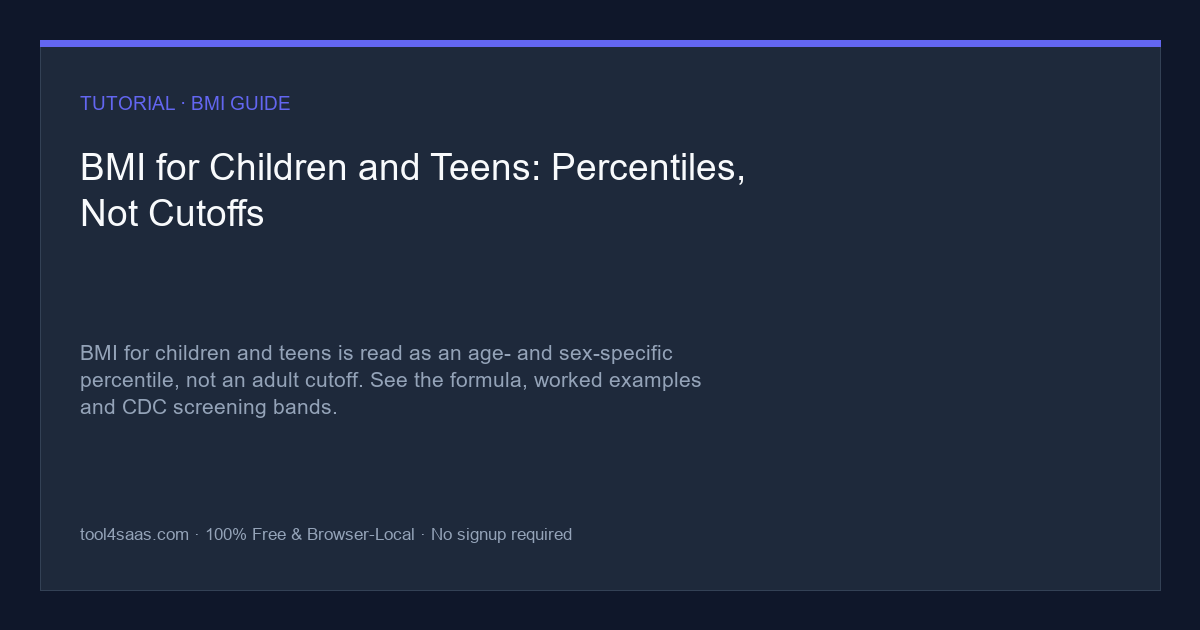 TUTORIAL · BMI GUIDE
BMI for Children and Teens: Percentiles,
Not Cutoffs
BMI for children and teens is read as an age- and sex-specific
percentile, not an adult cutoff. See the formula, worked examples
and CDC screening bands.
tool4saas.com · 100% Free & Browser-Local · No signup required